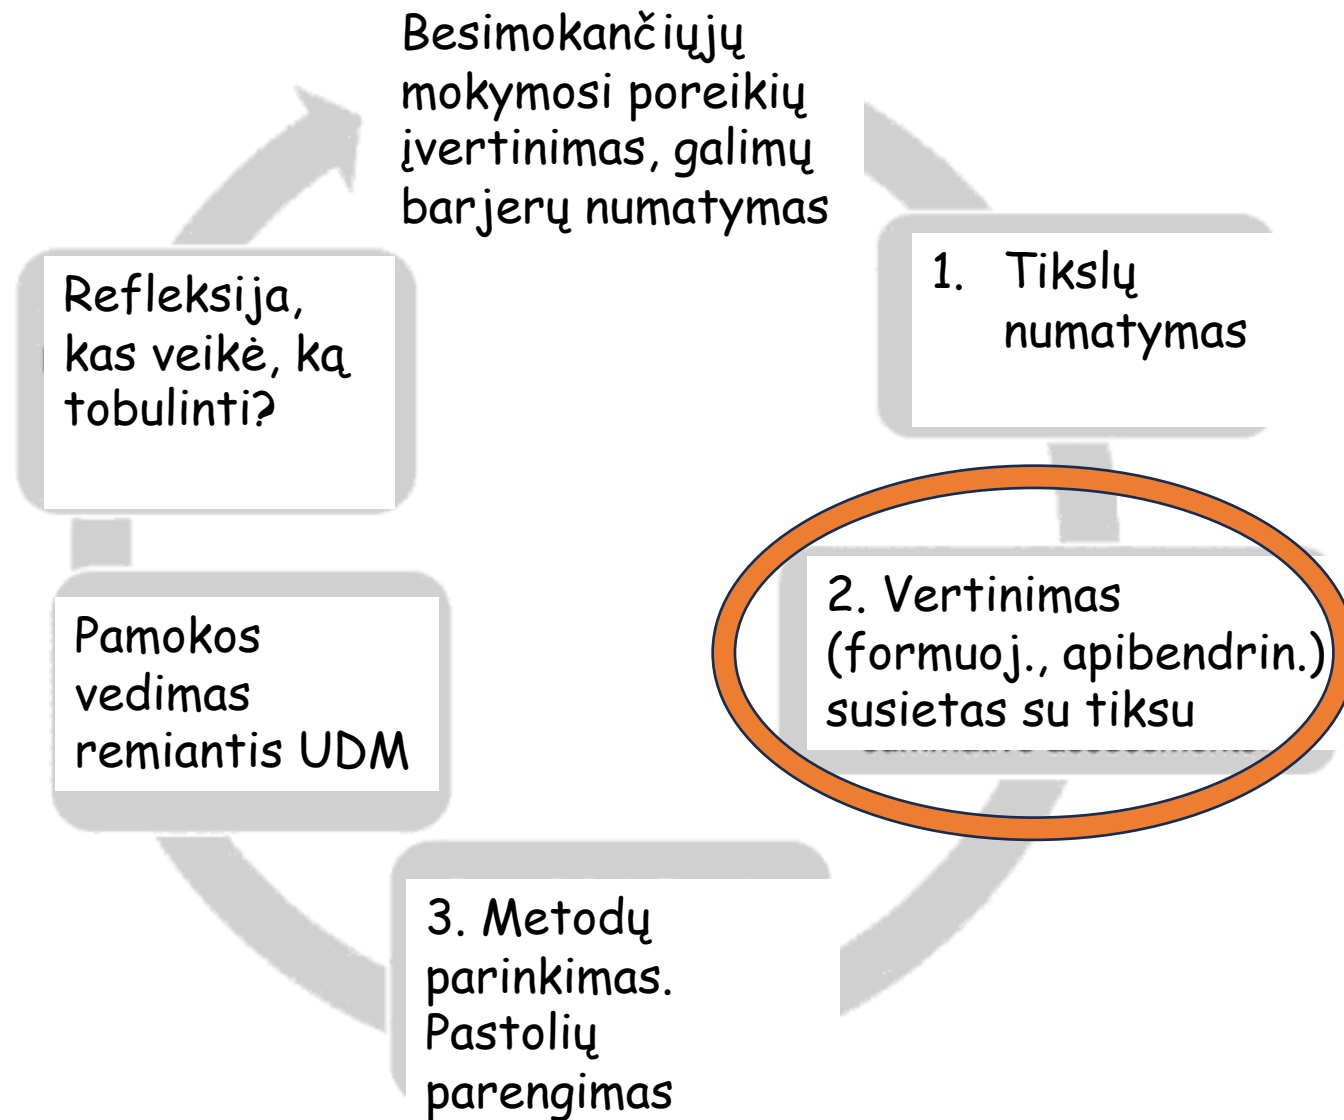 Besimokančiųjų
mokymosi poreikių
įvertinimas, galimų
barjerų numatymas
1. Tikslų
numatymas
2. Vertinimas
(formuoj., apibendrin.)
susietas su tiksu
3. Metodų
parinkimas.
Pastolių
parengimas
Pamokos
vedimas
remiantis UDM
Refleksija,
kas veikė, ką
tobulinti?